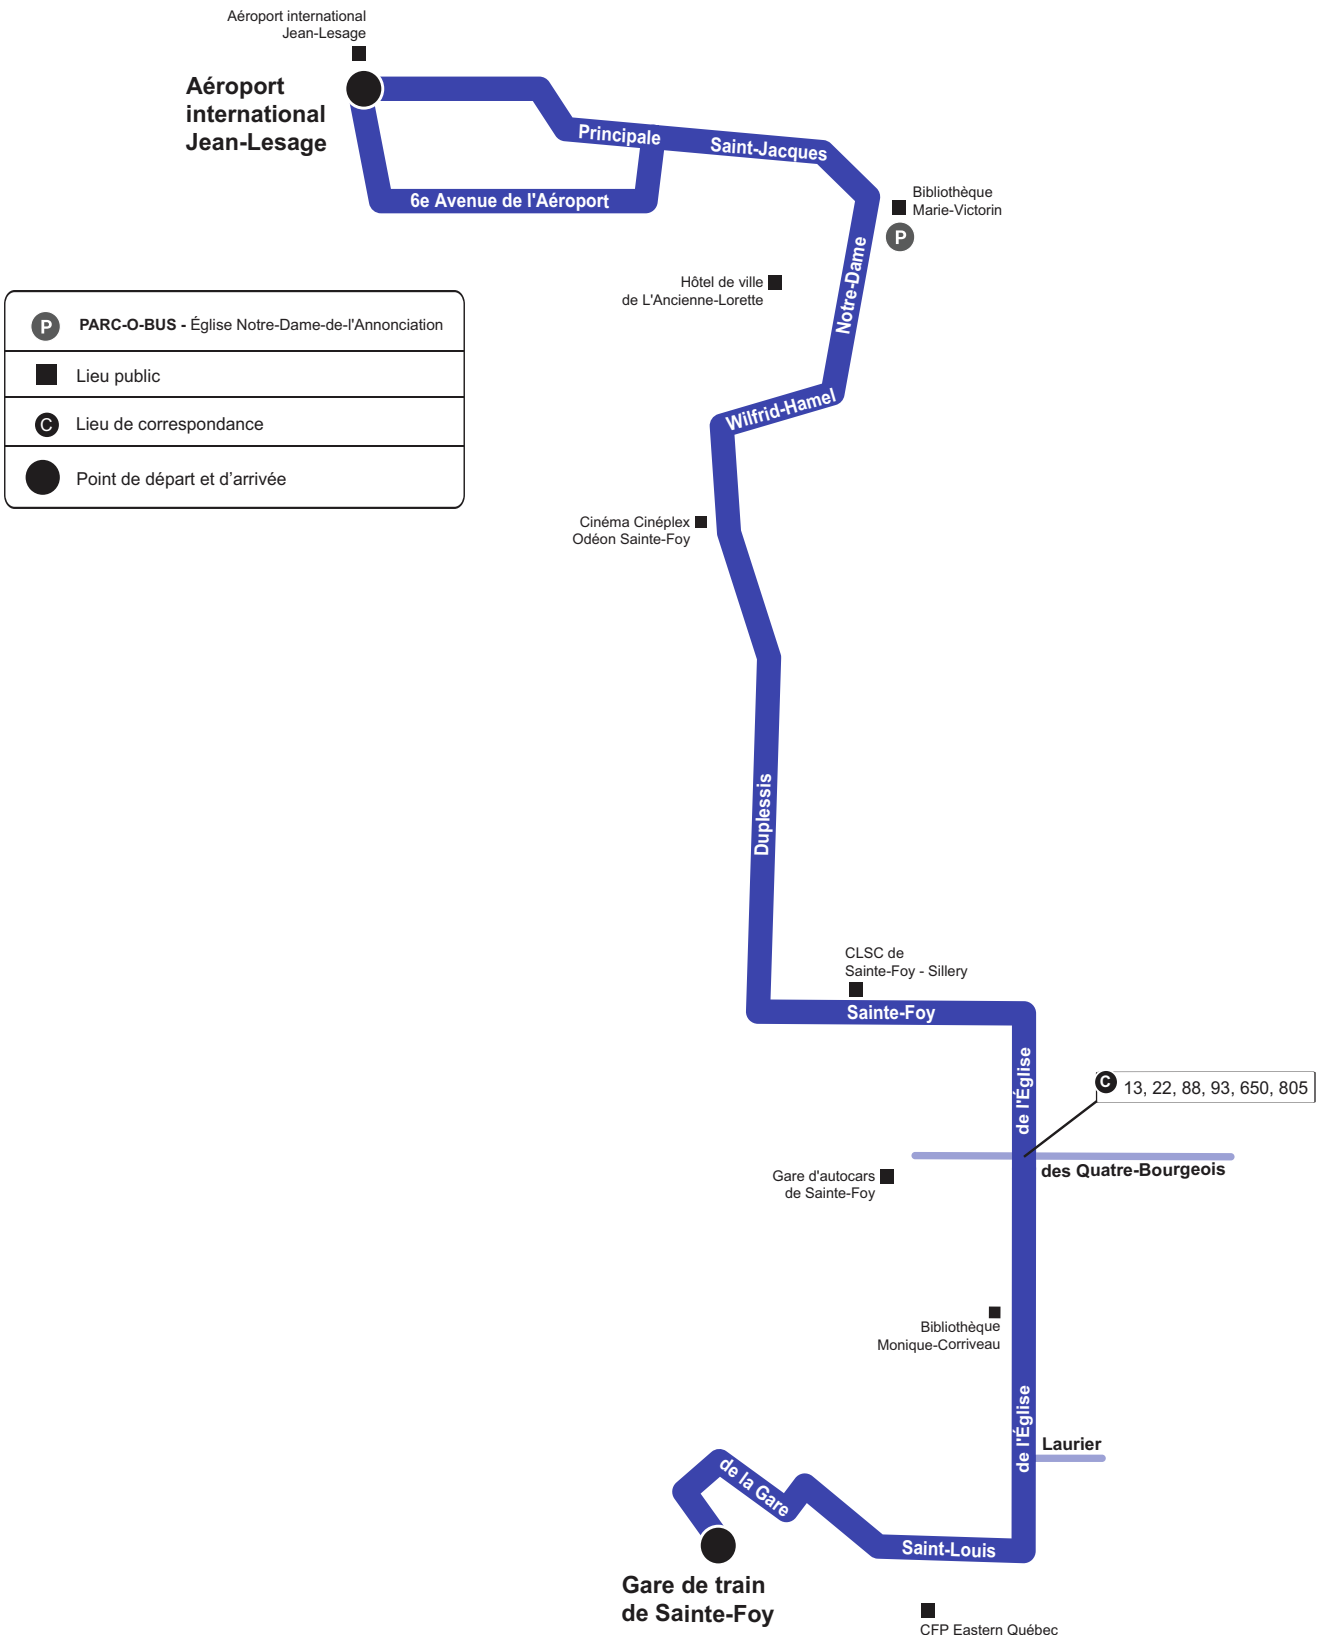 Aéroport international
Jean-Lesage
Aéroport
international
Jean-Lesage
Principale
Saint-Jacques
6e Avenue de l'Aéroport
Bibliothèque
Marie-Victorin
P
Notre-Dame
Hôtel de ville
de L'Ancienne-Lorette
P PARC-O-BUS - Église Notre-Dame-de-l'Annonciation
Lieu public
C Lieu de correspondance
Point de départ et d'arrivée
Wilfrid-Hamel
Cinéma Cinéplex
Odéon Sainte-Foy
Duplessis
CLSC de
Sainte-Foy - Sillery
Sainte-Foy
de l'Église
C 13, 22, 88, 93, 650, 805
des Quatre-Bourgeois
Gare d'autocars
de Sainte-Foy
Bibliothèque
Monique-Corriveau
de l'Église
Laurier
de la Gare
Saint-Louis
Gare de train
de Sainte-Foy
CFP Eastern Québec